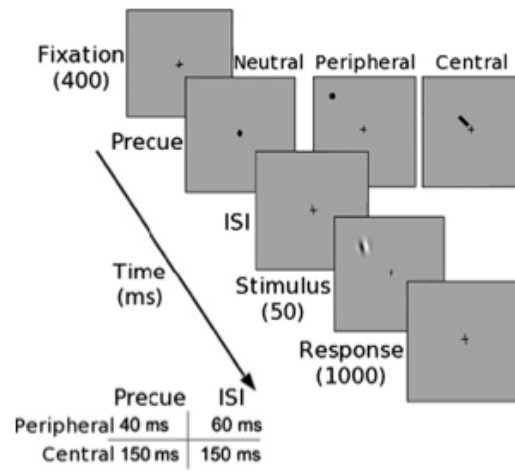 Fixation
(400)
Neutral Peripheral Central
Precue
ISI
Stimulus
(50)
Response
(1000)
Time
(ms)
Precue ISI
Peripheral 40 ms 60 ms
Central 150 ms 150 ms